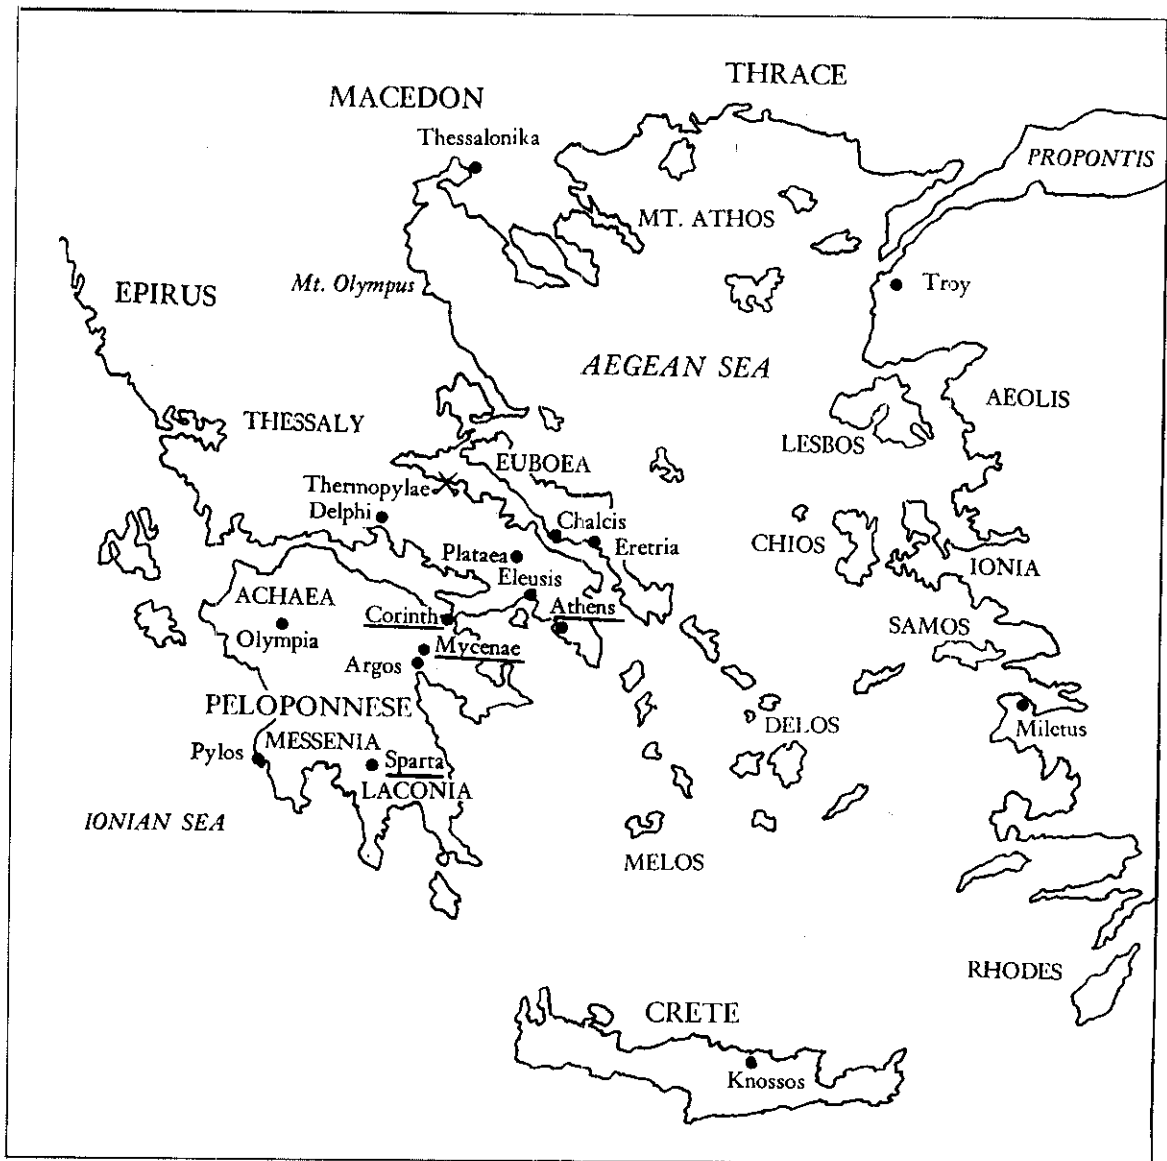 THRACE
MACEDON
Thessalonika
PROPONTIS
MT. ATHOS
Mt. Olympus
EPIRUS
Troy
AEGEAN SEA
AEOLIS
THESSALY
LESBOS
EUBOEA
Thermopylae
Delphi
Chalcis
CHIOS
Eretria
Plataea
IONIA
Eleusis
ACHAEA
Corinth
Athens
Olympia
SAMOS
Mycenae
Argos
PELOPONNESE
DELOS
Miletus
MESSENIA
Pylos
Sparta
LACONIA
IONIAN SEA
MELOS
RHODES
CRETE
Knossos